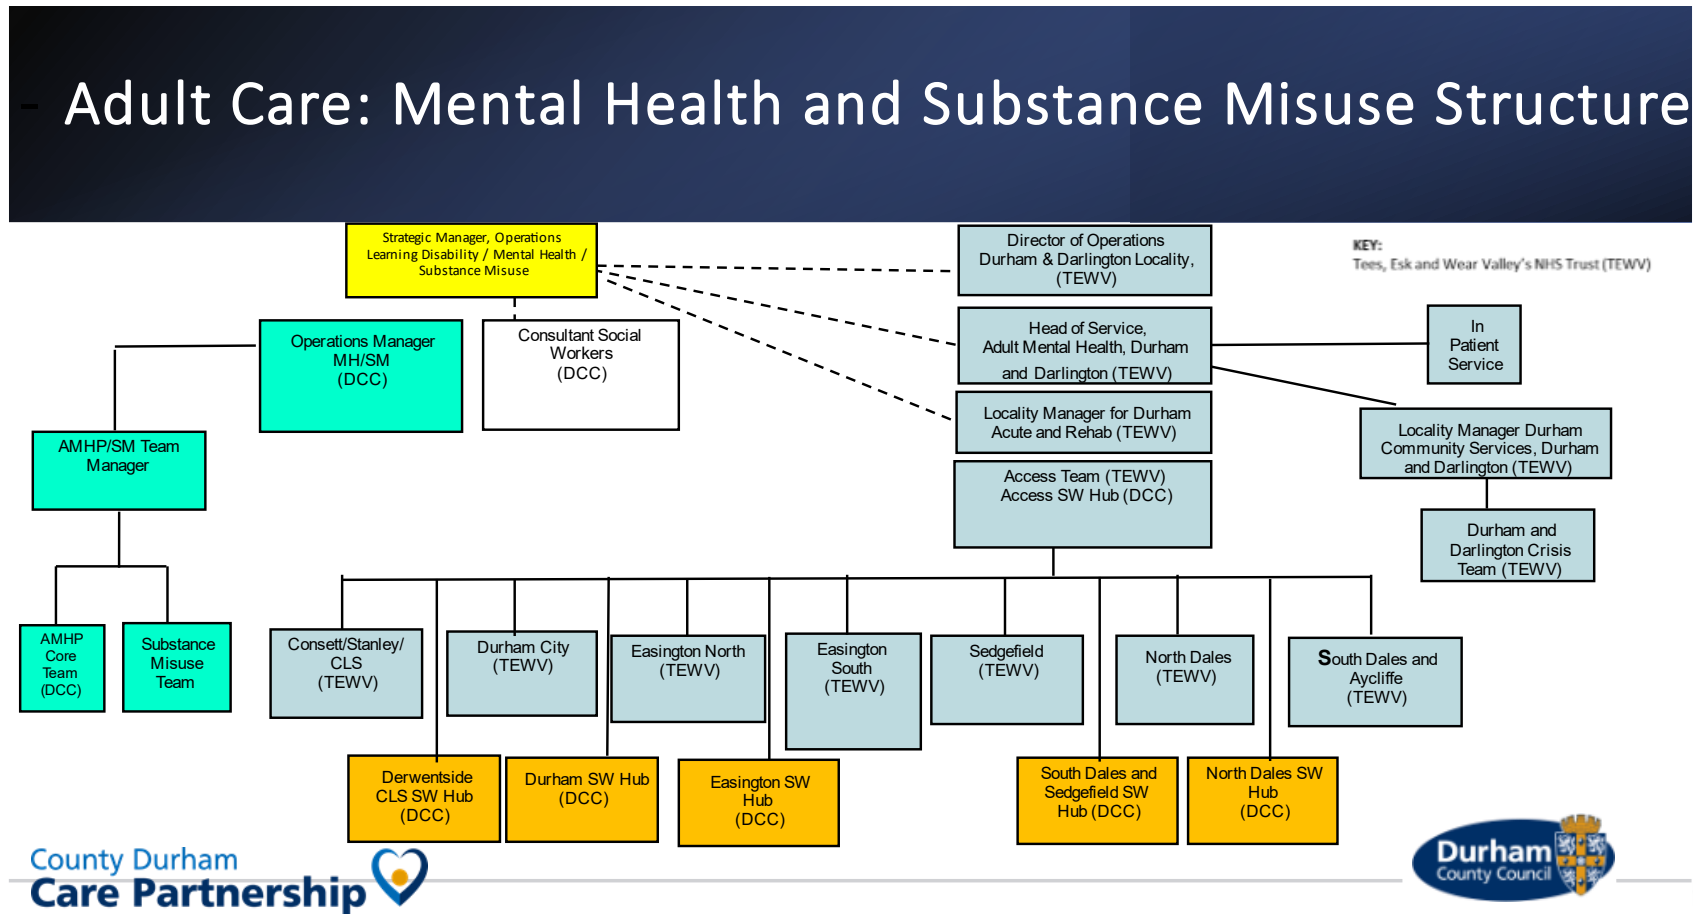 - Adult Care: Mental Health and Substance Misuse Structure
Strategic Manager, Operations
Learning Disability / Mental Health /
Substance Misuse
Director of Operations
Durham & Darlington Locality,
(TEWV)
KEY:
Tees, Esk and Wear Valley's NHS Trust (TEWV)
Operations Manager
MH/SM
(DCC)
Consultant Social
Workers
(DCC)
Head of Service,
Adult Mental Health, Durham
and Darlington (TEWV)
In
Patient
Service
Locality Manager for Durham
Acute and Rehab (TEWV)
Locality Manager Durham
Community Services, Durham
and Darlington (TEWV)
AMHP/SM Team
Manager
Access Team (TEWV)
Access SW Hub (DCC)
Durham and
Darlington Crisis
Team (TEWV)
AMHP
Core
Team
(DCC)
Substance
Misuse
Team
Consett/Stanley/
CLS
(TEWV)
Durham City
(TEWV)
Easington North
(TEWV)
Easington
South
(TEWV)
Sedgefield
(TEWV)
North Dales
(TEWV)
South Dales and
Aycliffe
(TEWV)
Derwentside
CLS SW Hub
(DCC)
Durham SW Hub
(DCC)
Easington SW
Hub
(DCC)
South Dales and
Sedgefield SW
Hub (DCC)
North Dales SW
Hub
(DCC)
County Durham
Care Partnership
Durham
County Council